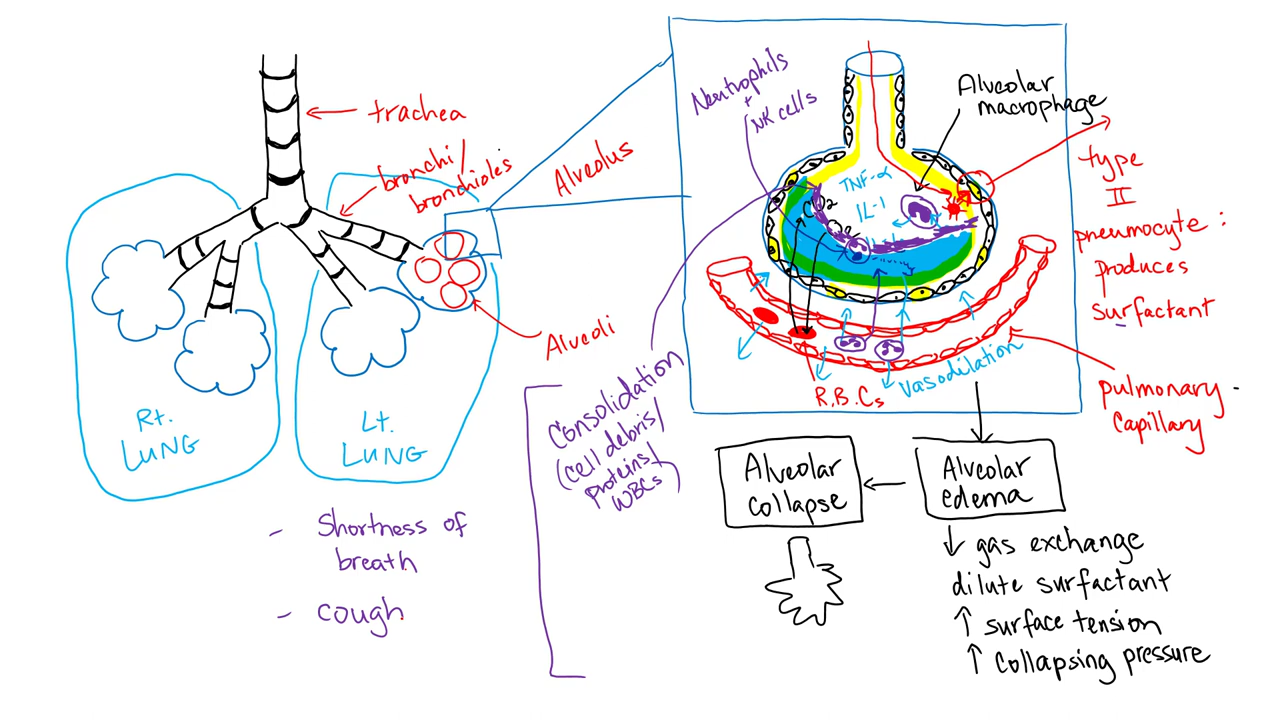 trachea
bronchi/
bronchioles
Rt.
LUNG
Lt.
LUNG
Alveoli
Alveolus
- Shortness of
breath
- cough
Neutrophils
+
NK cells
Alveolar
macrophage
TNF-α
IL-1
CO2
O2
type
II
pneumocyte:
produces
surfactant
R.B.Cs
Vasodilation
pulmonary
capillary
Consolidation
(cell debris/
proteins/
WBCs)
Alveolar
collapse
Alveolar
edema
↓ gas exchange
dilute surfactant
↑ surface tension
↑ collapsing pressure